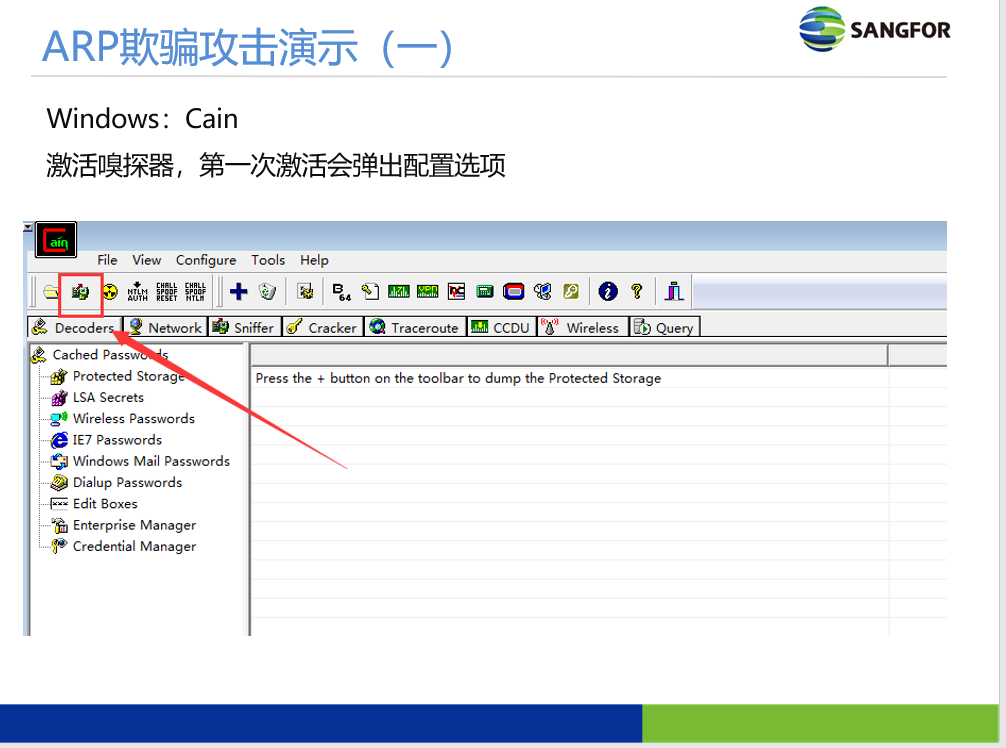 ARP欺骗攻击演示（一）
SANGFOR
Windows：Cain
激活嗅探器，第一次激活会弹出配置选项
Cain
File View Configure Tools Help
NTLM AUTH
CHALL SPOOF RESET
CHALL SPOOF NTLM
B64
Decoders Network Sniffer Cracker Traceroute CCDU Wireless Query
Cached Passwords
Press the + button on the toolbar to dump the Protected Storage
Protected Storage
LSA Secrets
Wireless Passwords
IE7 Passwords
Windows Mail Passwords
Dialup Passwords
Edit Boxes
Enterprise Manager
Credential Manager